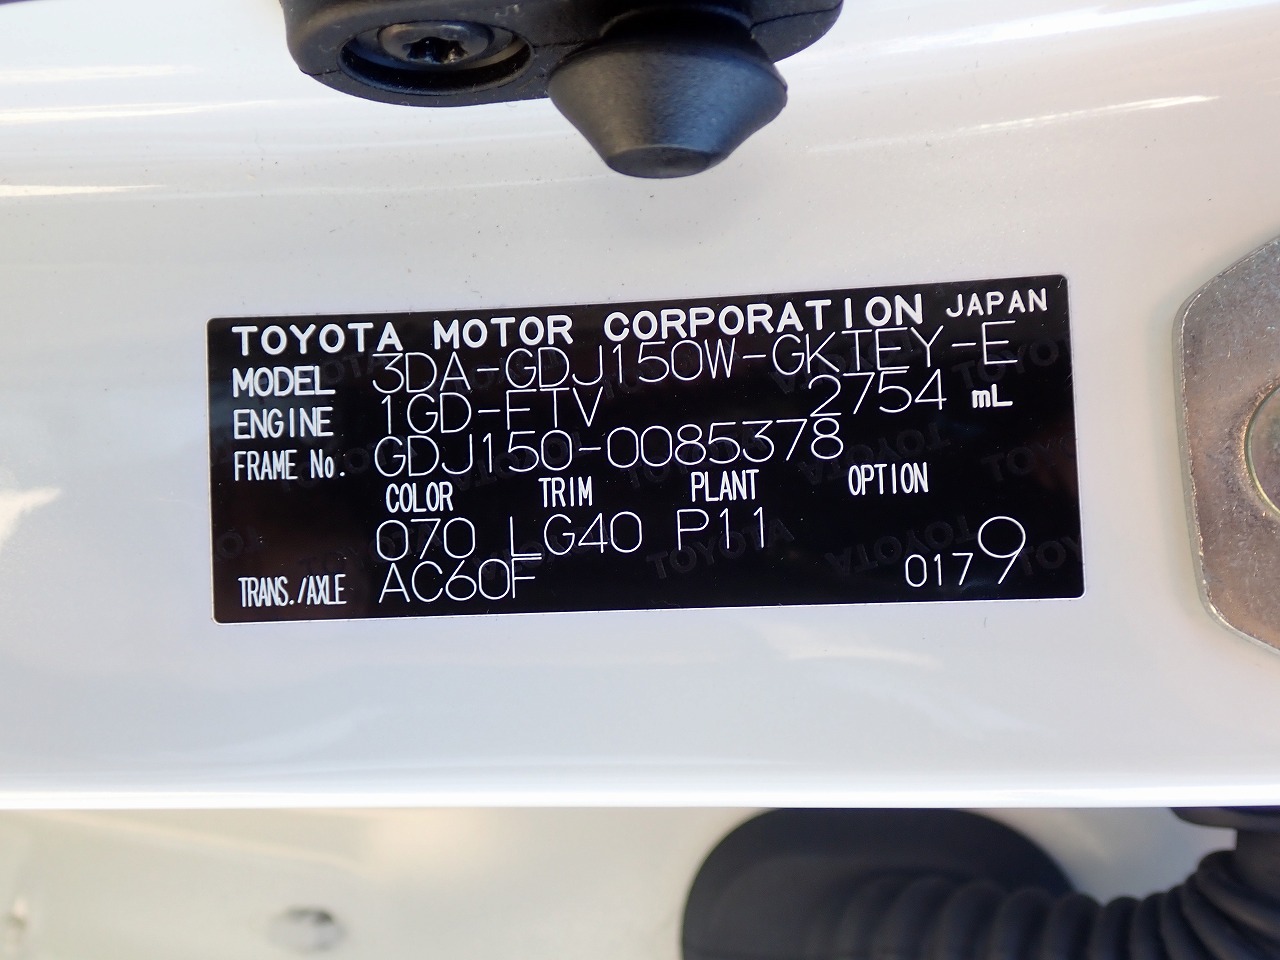 TOYOTA MOTOR CORPORATION JAPAN
MODEL 3DA-GDJ150W-GKTEY-E
ENGINE 1GD-FTV 2754 mL
FRAME No. GDJ150-0085378
COLOR TRIM PLANT OPTION
070 LG40 P11
TRANS./AXLE AC60F 0179